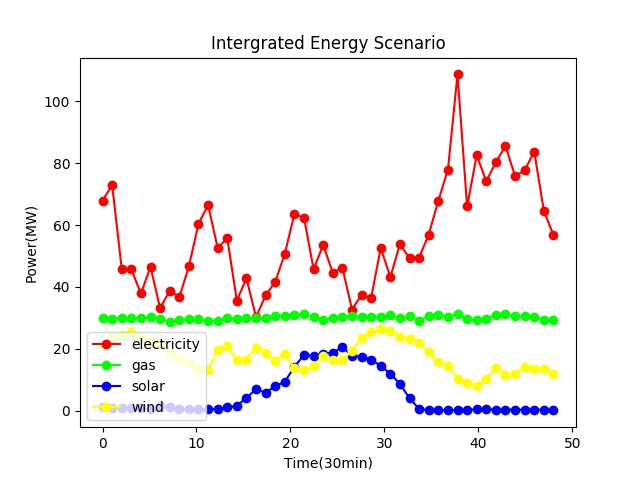 Intergrated Energy Scenario
Power(MW)
100
80
60
40
20
0
electricity
gas
solar
wind
0 10 20 30 40 50
Time(30min)